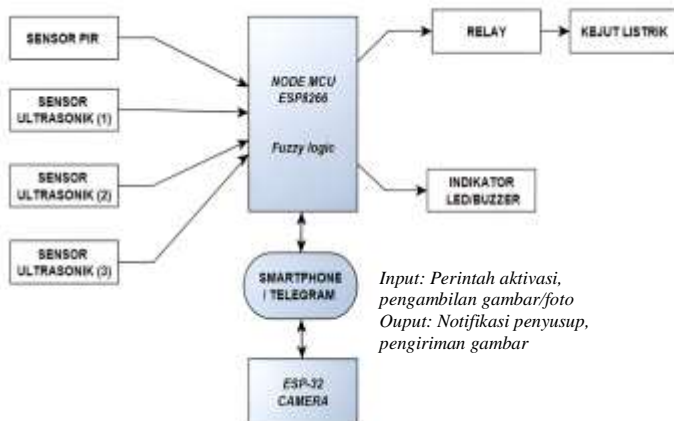 SENSOR PIR
SENSOR
ULTRASONIK (1)
SENSOR
ULTRASONIK (2)
SENSOR
ULTRASONIK (3)
NODE MCU
ESP8266
Fuzzy logic
RELAY
KEJUT LISTRIK
INDIKATOR
LED/BUZZER
SMARTPHONE
/ TELEGRAM
Input: Perintah aktivasi,
pengambilan gambar/foto
Ouput: Notifikasi penyusup,
pengiriman gambar
ESP-32
CAMERA